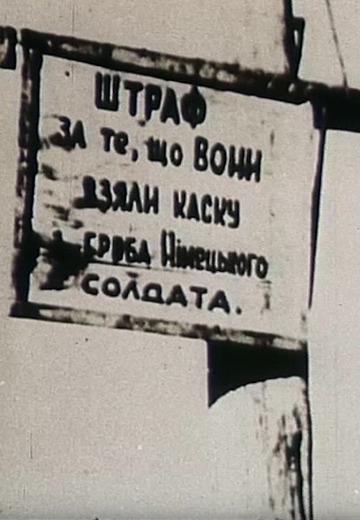 ШТРАФ
ЗА те, що ВОНИ
ВЗЯЛИ КАСКУ
ГРОБА Німецького
СОЛДАТА.